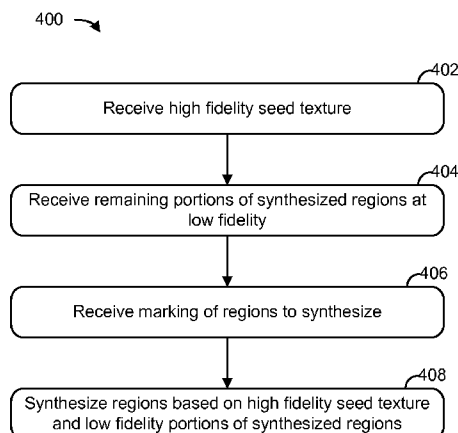 400
402
Receive high fidelity seed texture
404
Receive remaining portions of synthesized regions at
low fidelity
406
Receive marking of regions to synthesize
408
Synthesize regions based on high fidelity seed texture
and low fidelity portions of synthesized regions